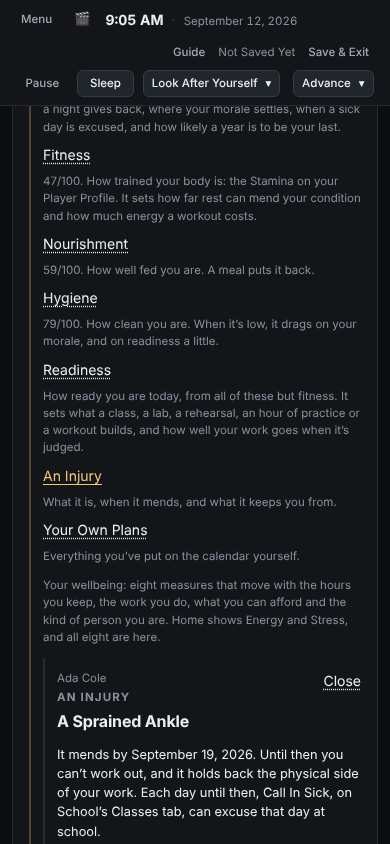 Menu 🎬 9:05 AM · September 12, 2026
Guide Not Saved Yet Save & Exit
Pause Sleep Look After Yourself ▾ Advance ▾
a night gives back, where your morale settles, when a sick
day is excused, and how likely a year is to be your last.
Fitness
47/100. How trained your body is: the Stamina on your
Player Profile. It sets how far rest can mend your condition
and how much energy a workout costs.
Nourishment
59/100. How well fed you are. A meal puts it back.
Hygiene
79/100. How clean you are. When it’s low, it drags on your
morale, and on readiness a little.
Readiness
How ready you are today, from all of these but fitness. It
sets what a class, a lab, a rehearsal, an hour of practice or
a workout builds, and how well your work goes when it’s
judged.
An Injury
What it is, when it mends, and what it keeps you from.
Your Own Plans
Everything you’ve put on the calendar yourself.
Your wellbeing: eight measures that move with the hours
you keep, the work you do, what you can afford and the
kind of person you are. Home shows Energy and Stress,
and all eight are here.
Ada Cole
Close
AN INJURY
A Sprained Ankle
It mends by September 19, 2026. Until then you
can’t work out, and it holds back the physical side
of your work. Each day until then, Call In Sick, on
School’s Classes tab, can excuse that day at
school.